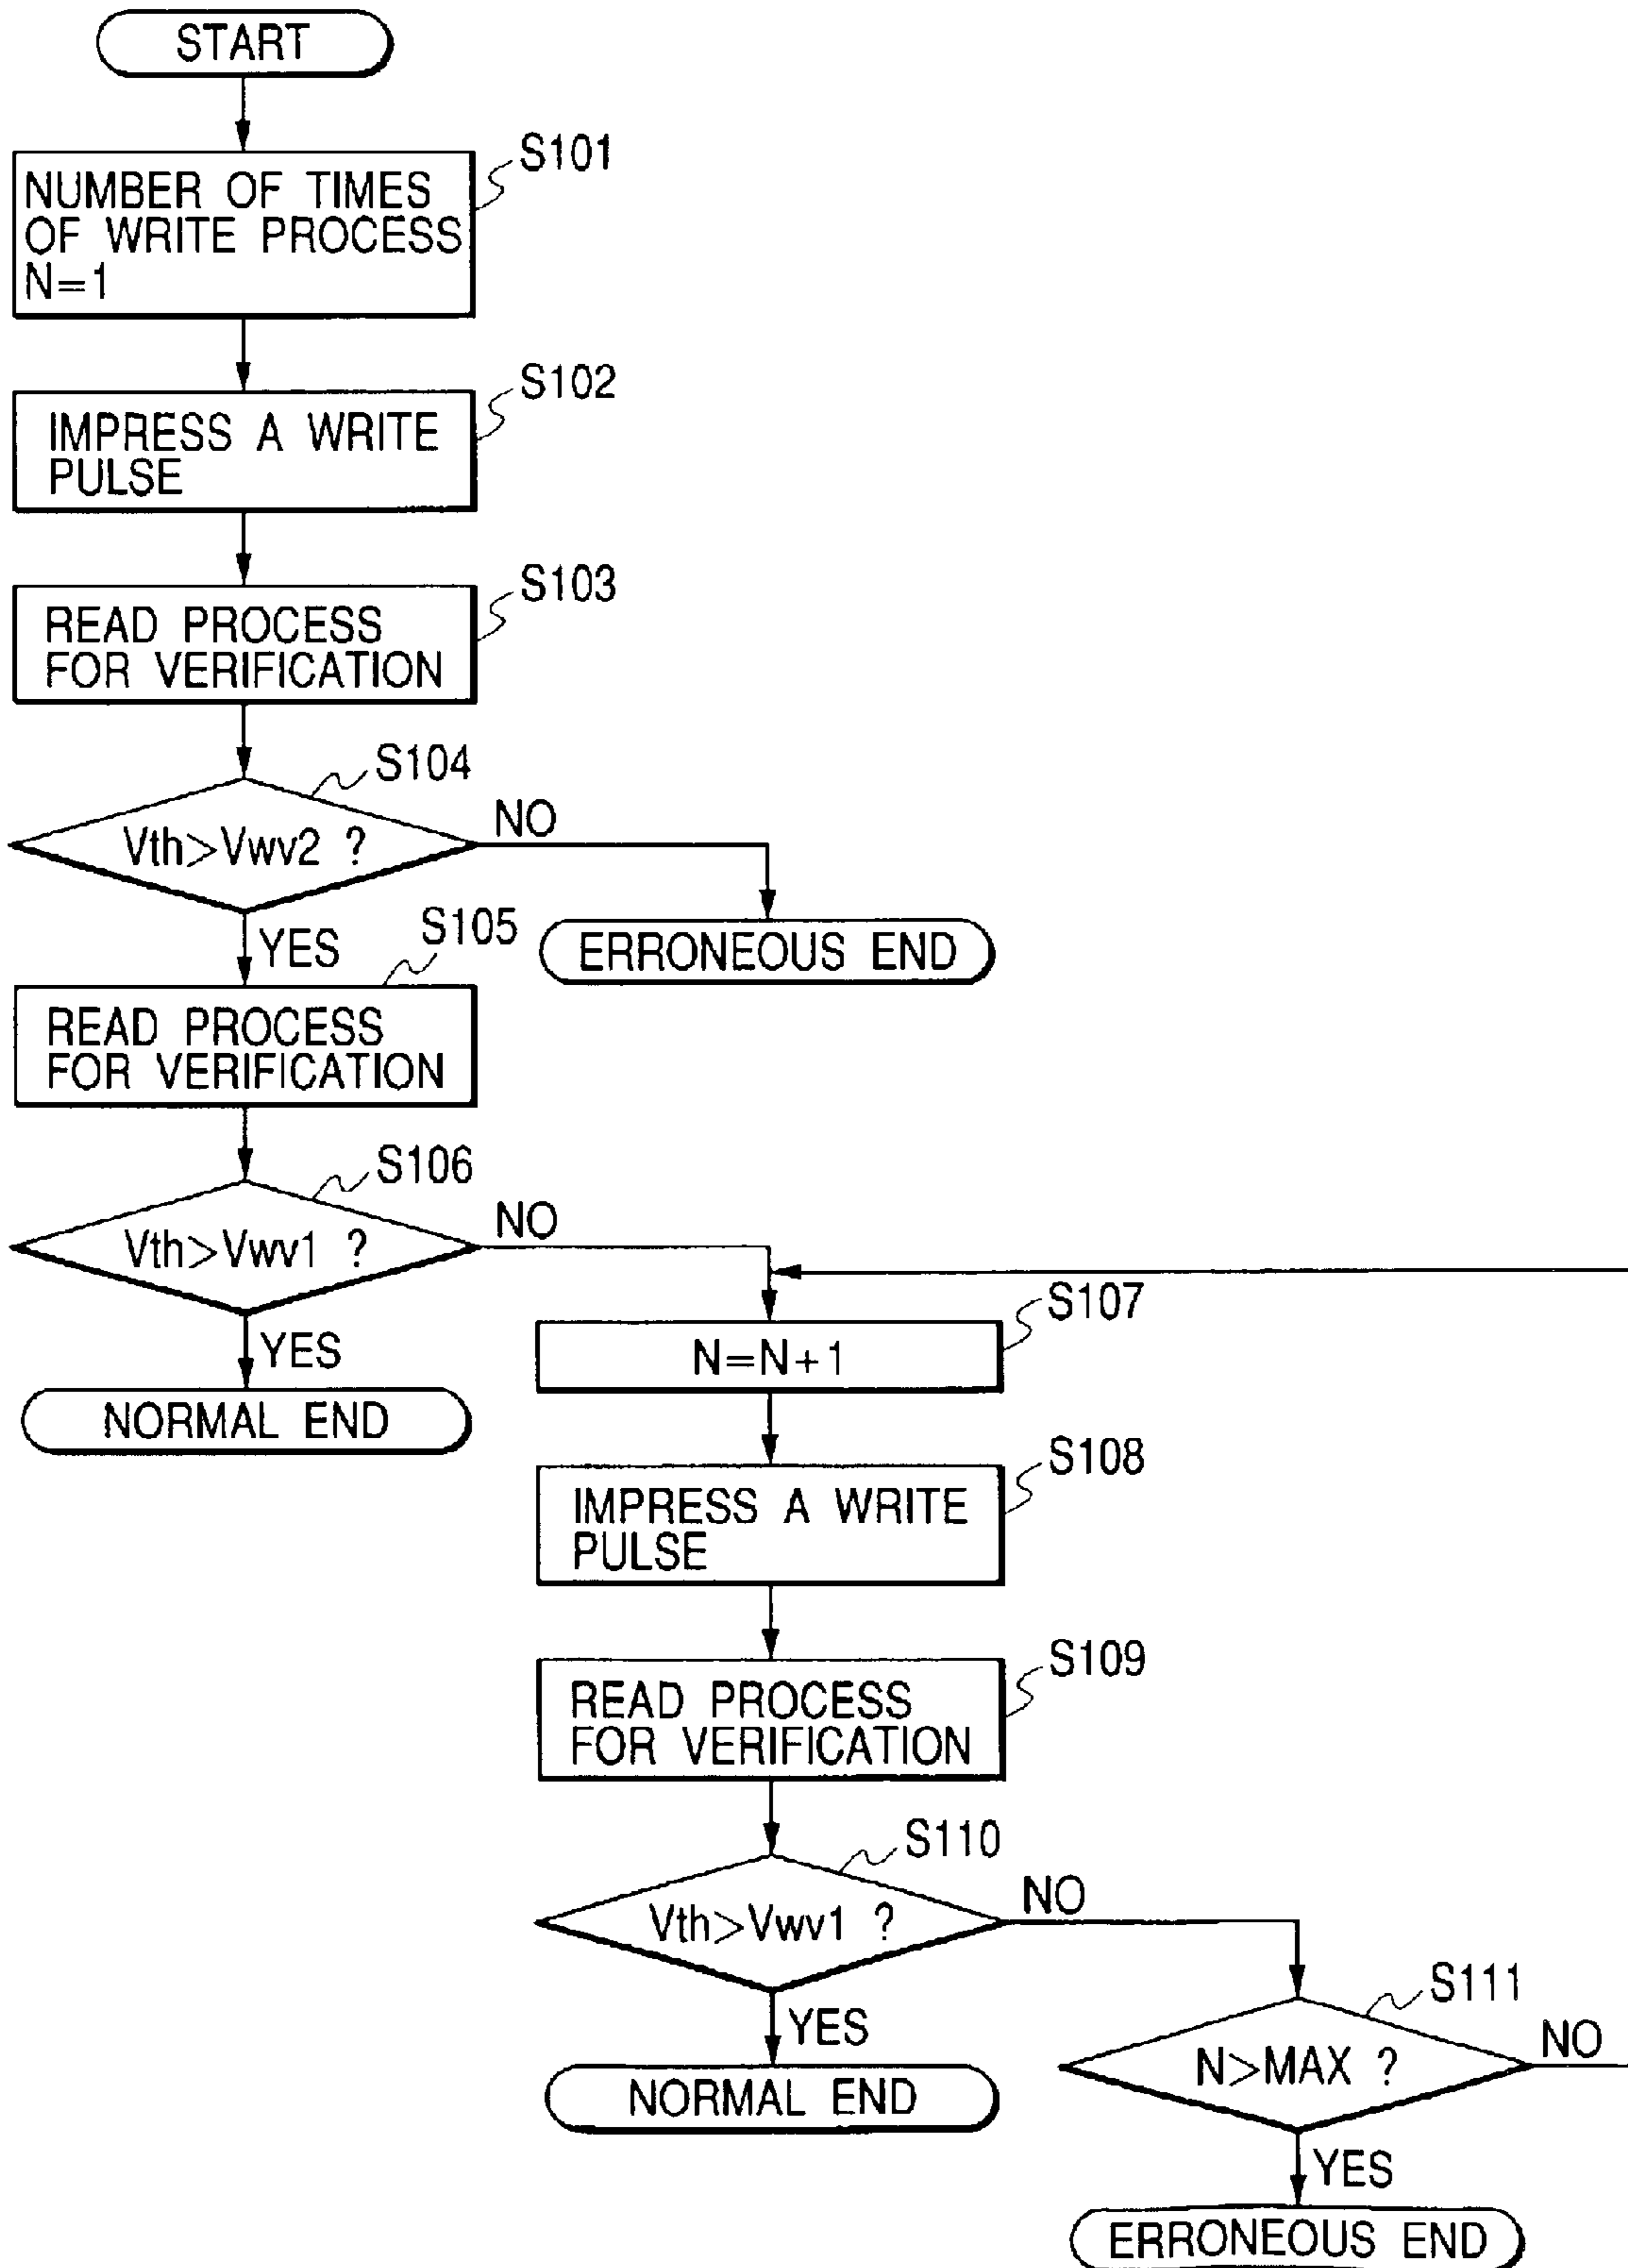 START
S101
NUMBER OF TIMES
OF WRITE PROCESS
N=1
S102
IMPRESS A WRITE
PULSE
S103
READ PROCESS
FOR VERIFICATION
S104
Vth>Vwv2 ?
NO
YES
ERRONEOUS END
S105
READ PROCESS
FOR VERIFICATION
S106
Vth>Vwv1 ?
NO
YES
NORMAL END
S107
N=N+1
S108
IMPRESS A WRITE
PULSE
S109
READ PROCESS
FOR VERIFICATION
S110
Vth>Vwv1 ?
NO
YES
NORMAL END
S111
N>MAX ?
NO
YES
ERRONEOUS END